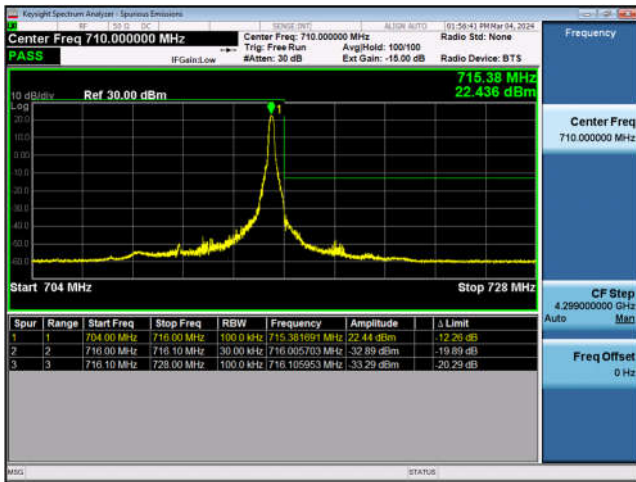 Keysight Spectrum Analyzer - Spurious Emissions
RF 50 Ω DC SENSE:INT ALIGN AUTO 01:56:41 PM Mar 04, 2024
Center Freq 710.000000 MHz Center Freq: 710.000000 MHz Radio Std: None Frequency
Trig: Free Run Avg|Hold: 100/100
PASS IFGain:Low #Atten: 30 dB Ext Gain: -15.00 dB Radio Device: BTS
715.38 MHz
10 dB/div Ref 30.00 dBm 22.436 dBm
Log
1
20.0
10.0
0.00
-10.0
-20.0
-30.0
-40.0
-50.0
-60.0
Center Freq
710.000000 MHz
Start 704 MHz Stop 728 MHz
CF Step
4.299000000 GHz
Auto Man
Spur Range Start Freq Stop Freq RBW Frequency Amplitude Δ Limit
1 1 704.00 MHz 716.00 MHz 100.0 kHz 715.381691 MHz 22.44 dBm -12.26 dB
2 2 716.00 MHz 716.10 MHz 30.00 kHz 716.005703 MHz -32.89 dBm -19.89 dB
3 3 716.10 MHz 728.00 MHz 100.0 kHz 716.105953 MHz -33.29 dBm -20.29 dB
Freq Offset
0 Hz
MSG STATUS